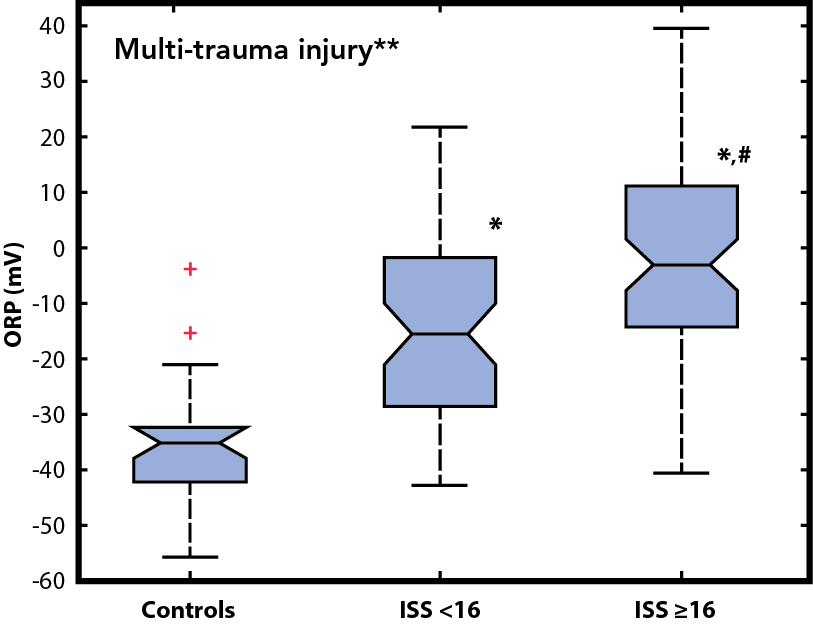 Multi-trauma injury**
ORP (mV)
40
30
20
10
0
-10
-20
-30
-40
-50
-60
*
*,#
Controls
ISS <16
ISS ≥16